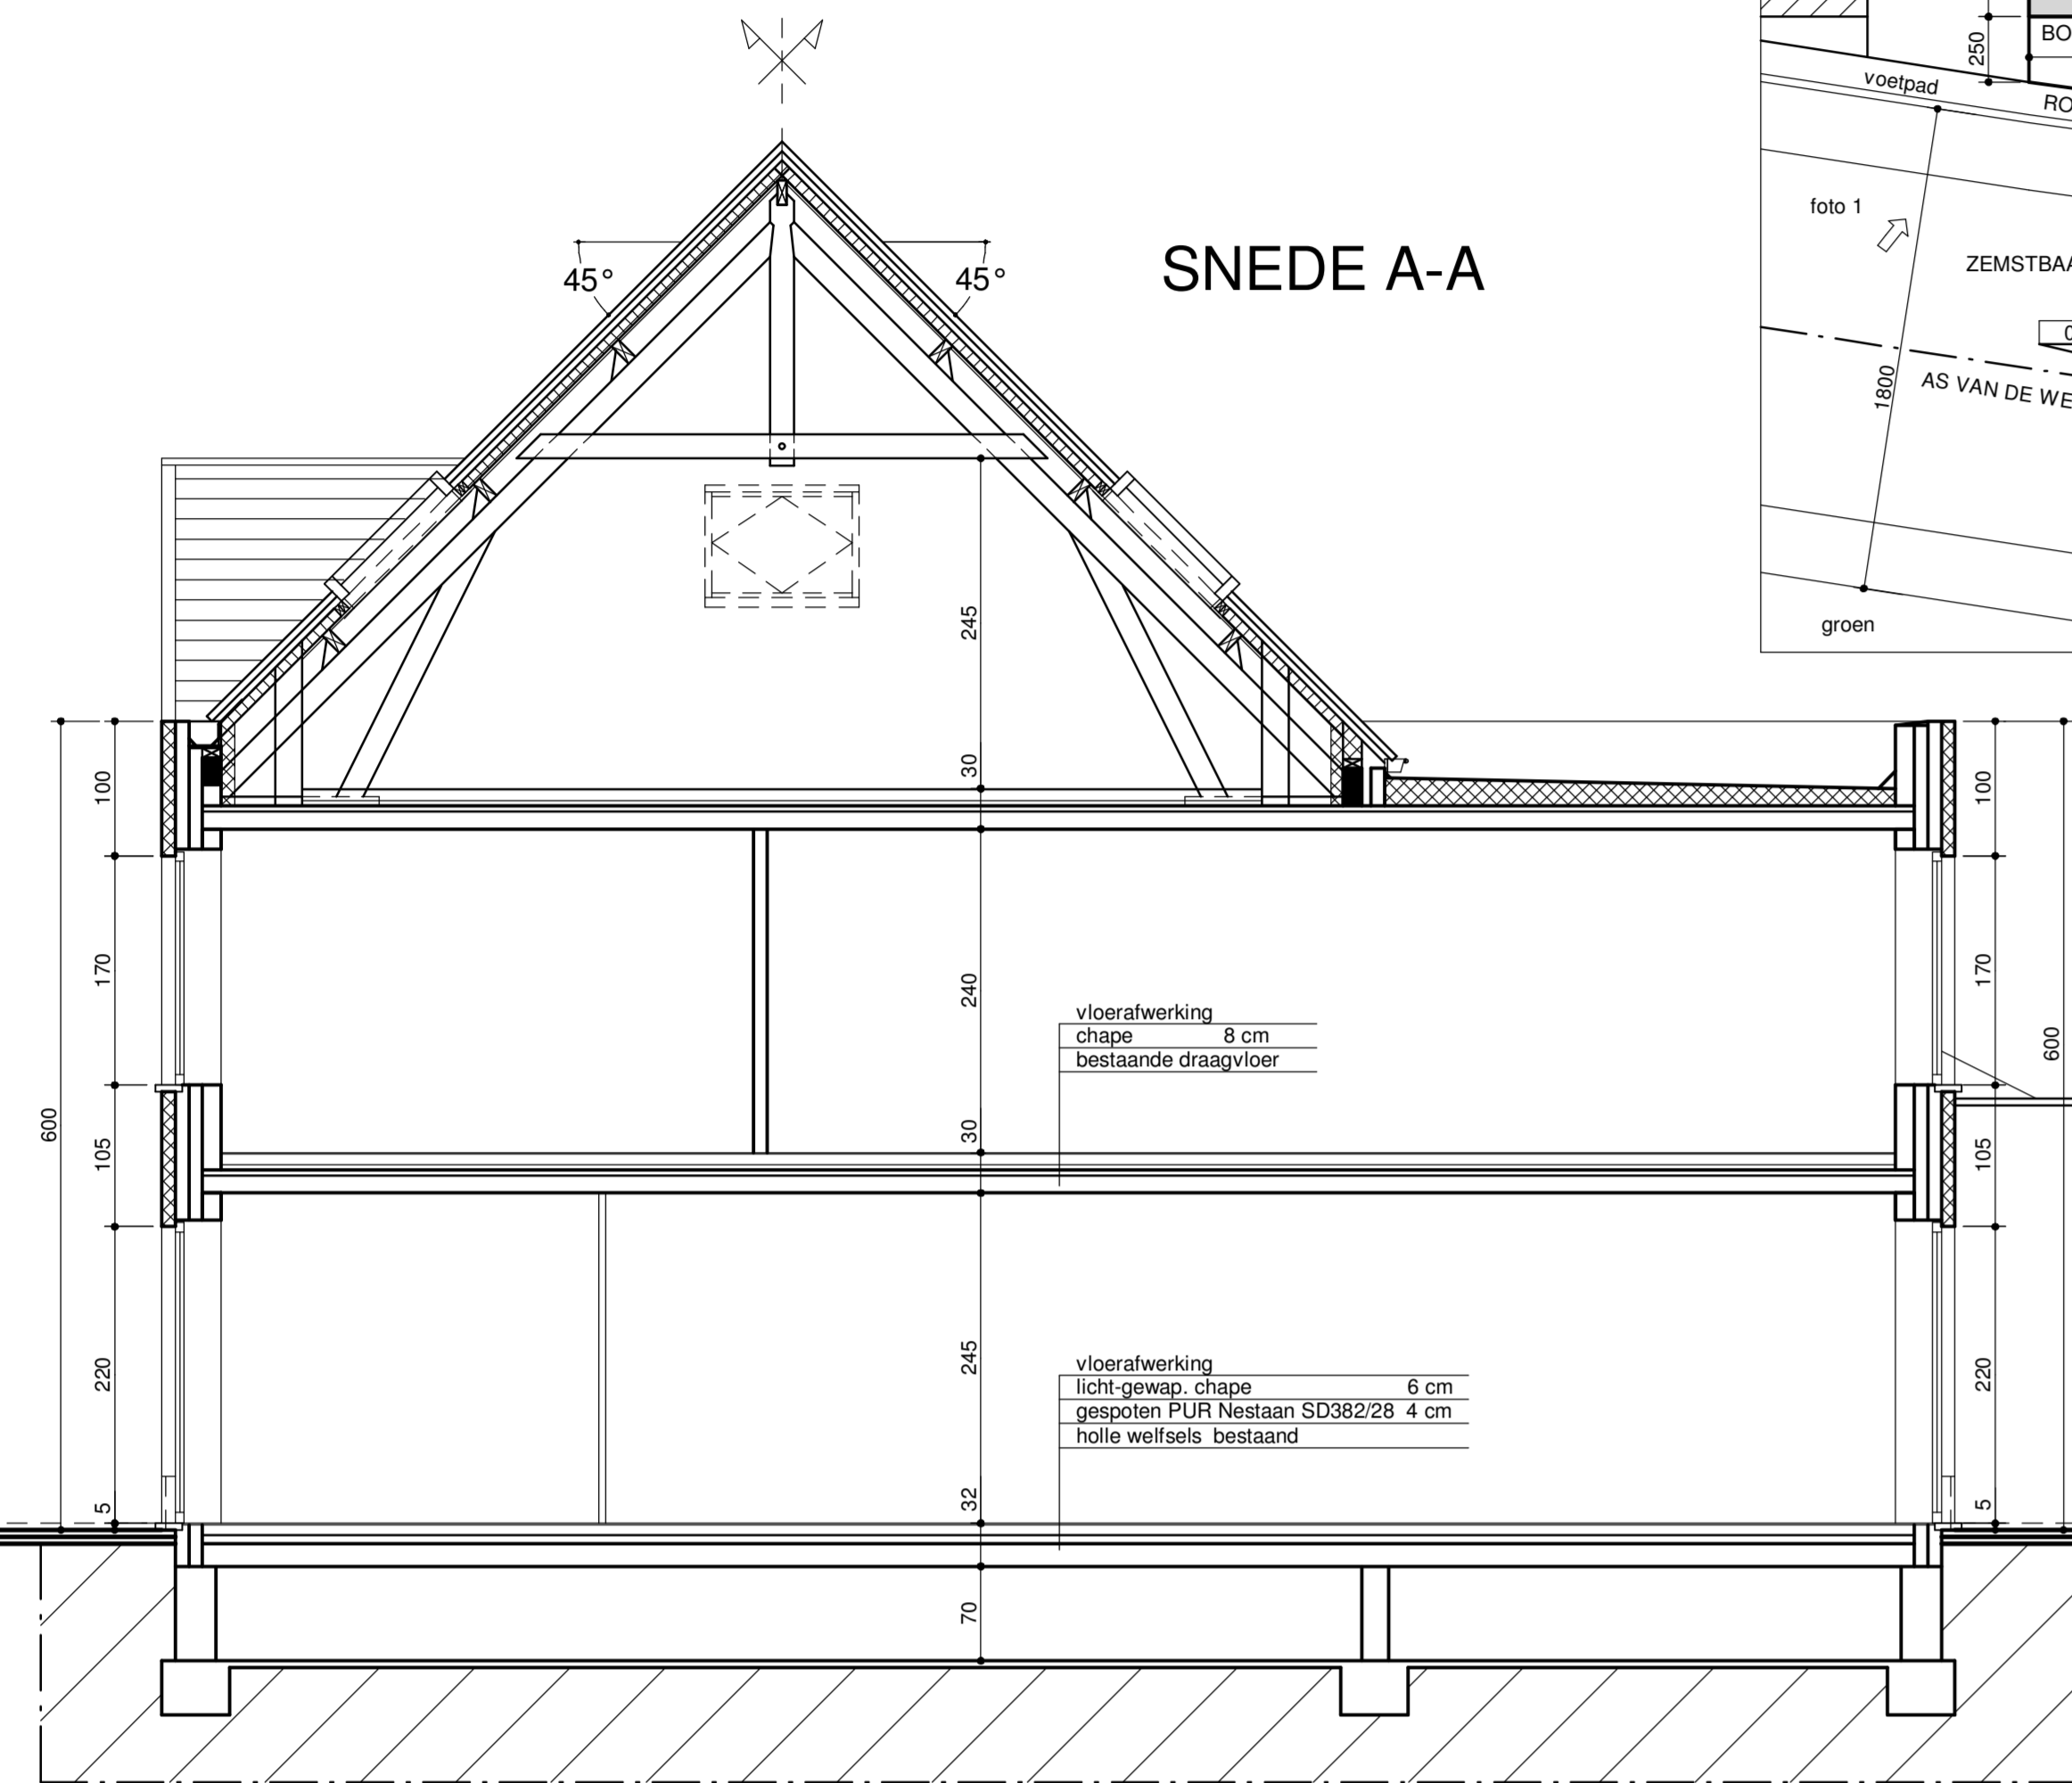 SNEDE A-A
45°
45°
245
30
240
30
245
32
70
100
170
105
220
5
600
100
170
105
220
5
600
vloerafwerking
chape 8 cm
bestaande draagvloer
vloerafwerking
licht-gewap. chape 6 cm
gespoten PUR Nestaan SD382/28 4 cm
holle welfsels bestaand
250
BO
voetpad
RO
foto 1
ZEMSTBAA
0
1800
AS VAN DE WE
groen